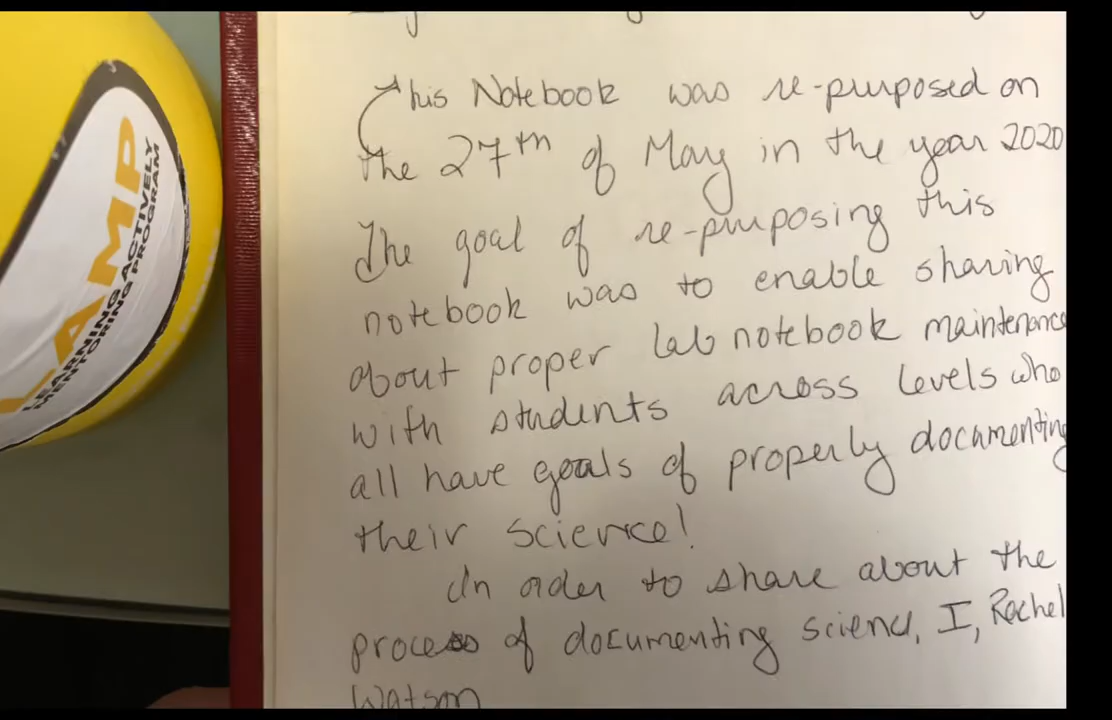 LAMP
LEARNING ACTIVELY
MENTORING PROGRAM
This Notebook was re-purposed on
the 27th of May in the year 2020
The goal of re-purposing this
notebook was to enable sharing
about proper lab notebook maintenance
with students across levels who
all have goals of properly documenting
their science!
In order to share about the
process of documenting science, I, Rachel
Watson